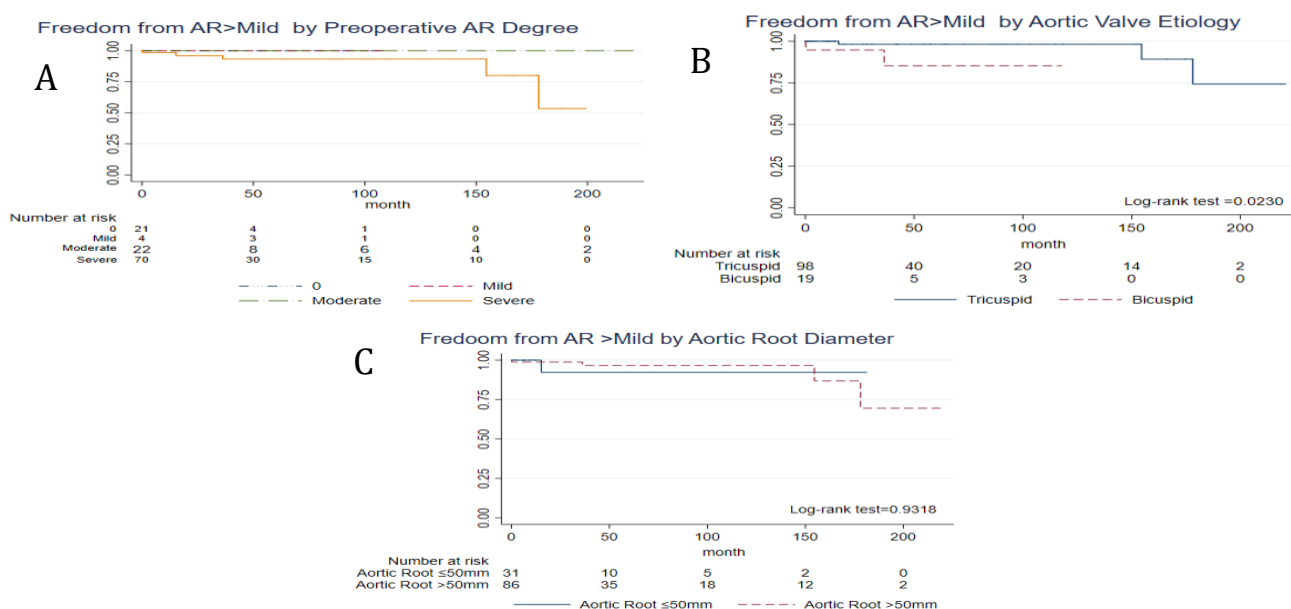 Freedom from AR>Mild by Preoperative AR Degree
A
1.00
0.75
0.50
0.25
0.00
0 50 100 150 200
month
Number at risk
0 21 4 1 0 0
Mild 4 3 1 0 0
Moderate 22 8 6 4 2
Severe 70 30 15 10 0
0 Mild
Moderate Severe
Freedom from AR>Mild by Aortic Valve Etiology
B
1.00
0.75
0.50
0.25
0.00
Log-rank test =0.0230
0 50 100 150 200
month
Number at risk
Tricuspid 98 40 20 14 2
Bicuspid 19 5 3 0 0
Tricuspid Bicuspid
Fredoom from AR >Mild by Aortic Root Diameter
C
1.00
0.75
0.50
0.25
0.00
Log-rank test=0.9318
0 50 100 150 200
month
Number at risk
Aortic Root ≤50mm 31 10 5 2 0
Aortic Root >50mm 86 35 18 12 2
Aortic Root ≤50mm Aortic Root >50mm